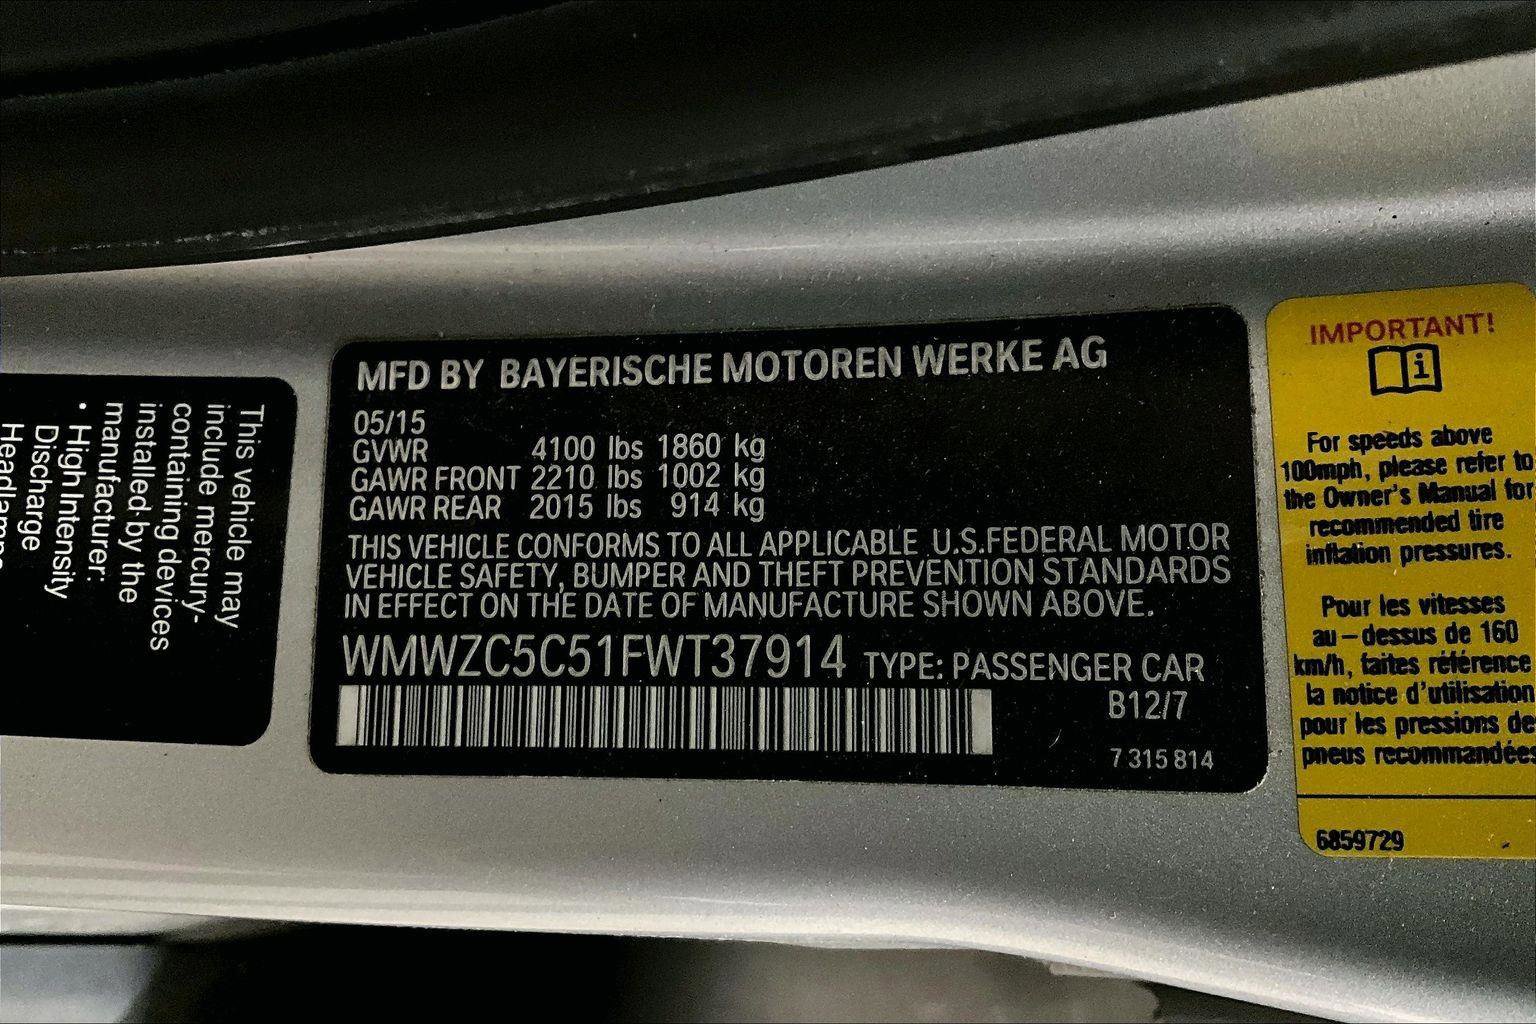 This vehicle may
include mercury-
containing devices
installed by the
manufacturer:
• High Intensity
Discharge
MFD BY BAYERISCHE MOTOREN WERKE AG
05/15
GVWR 4100 lbs 1860 kg
GAWR FRONT 2210 lbs 1002 kg
GAWR REAR 2015 lbs 914 kg
THIS VEHICLE CONFORMS TO ALL APPLICABLE U.S.FEDERAL MOTOR
VEHICLE SAFETY, BUMPER AND THEFT PREVENTION STANDARDS
IN EFFECT ON THE DATE OF MANUFACTURE SHOWN ABOVE.
WMWZC5C51FWT37914 TYPE: PASSENGER CAR
B12/7
7 315 814
IMPORTANT!
i
For speeds above
100mph, please refer to
the Owner's Manual for
recommended tire
inflation pressures.
Pour les vitesses
au-dessus de 160
km/h, faites référence
la notice d'utilisation
pour les pressions de
pneus recommandées
6859729